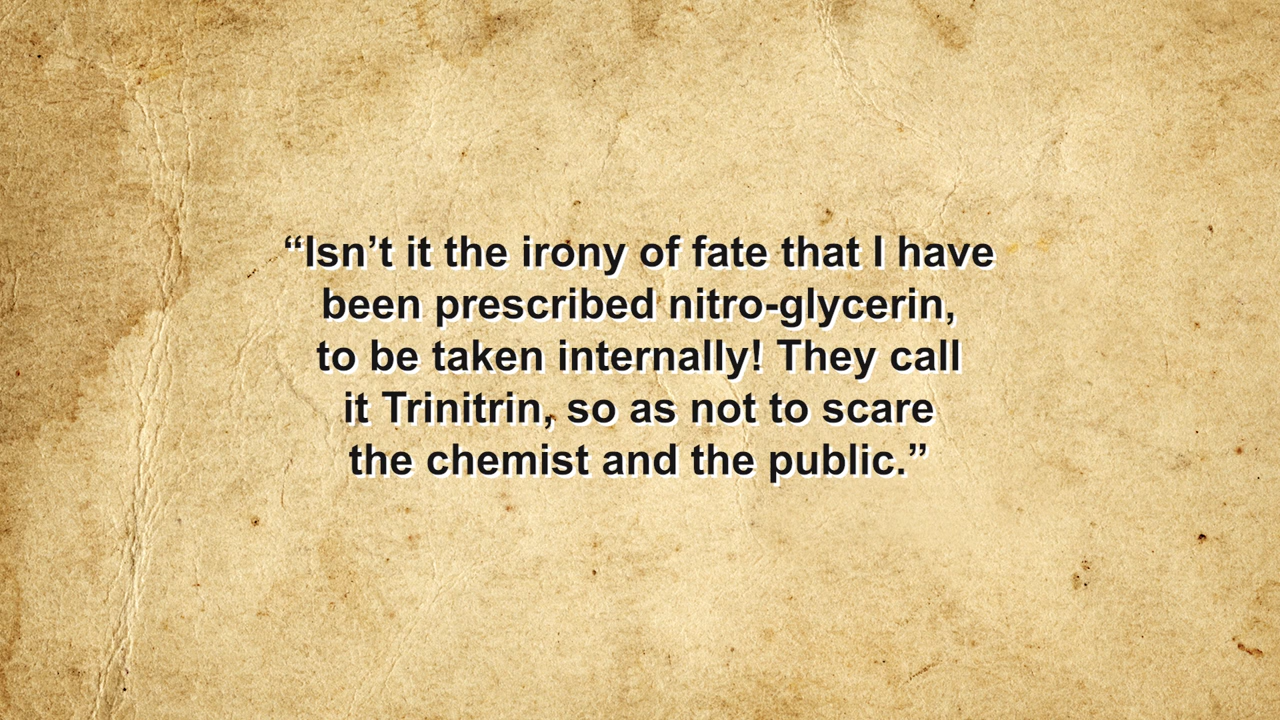 “Isn’t it the irony of fate that I have
been prescribed nitro-glycerin,
to be taken internally! They call
it Trinitrin, so as not to scare
the chemist and the public.”